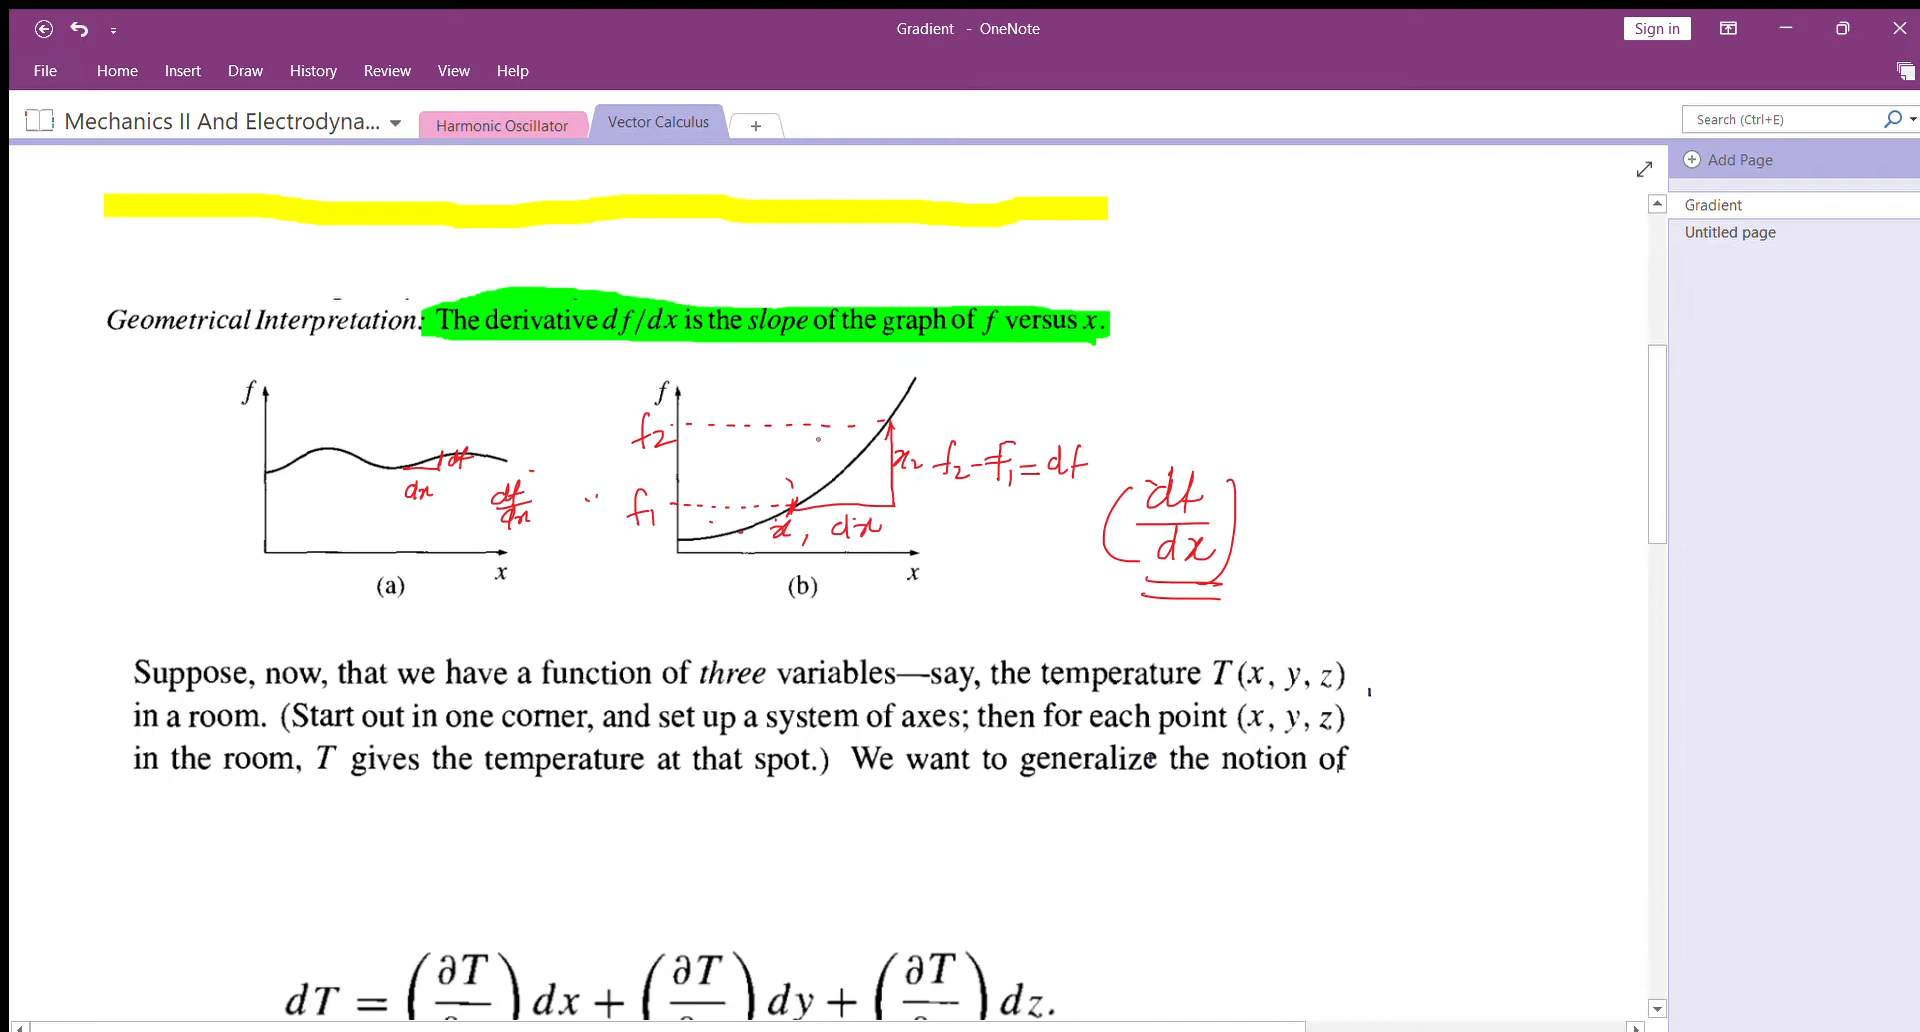 Gradient - OneNote
Sign in
File Home Insert Draw History Review View Help
Mechanics II And Electrodyna...
Harmonic Oscillator
Vector Calculus
+
Search (Ctrl+E)
Add Page
Gradient
Untitled page
Geometrical Interpretation: The derivative df/dx is the slope of the graph of f versus x.
f
df
dx
df/dx
x
(a)
f
f2
f1
x2 f2-f1=df
x1 dx
x
(b)
(df/dx)
Suppose, now, that we have a function of three variables—say, the temperature T(x, y, z)
in a room. (Start out in one corner, and set up a system of axes; then for each point (x, y, z)
in the room, T gives the temperature at that spot.) We want to generalize the notion of
dT = (∂T/∂) dx + (∂T/∂) dy + (∂T/∂) dz.